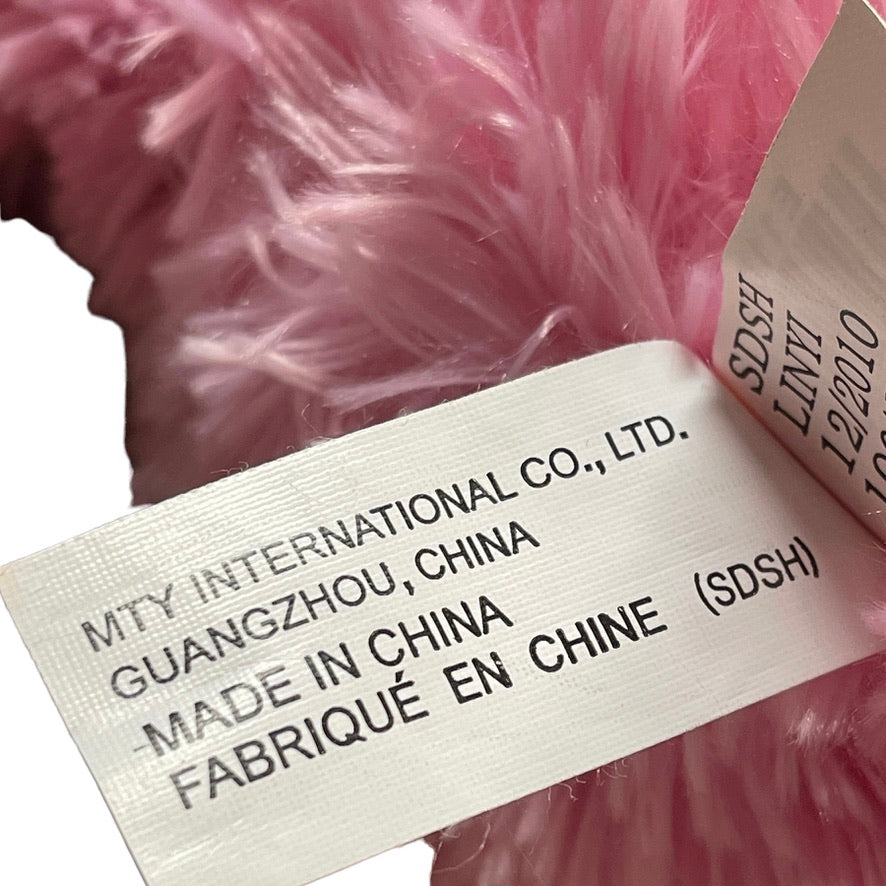 MTY INTERNATIONAL CO., LTD.
GUANGZHOU, CHINA
-MADE IN CHINA
FABRIQUÉ EN CHINE (SDSH)
SDSH
LINYI
12/2010